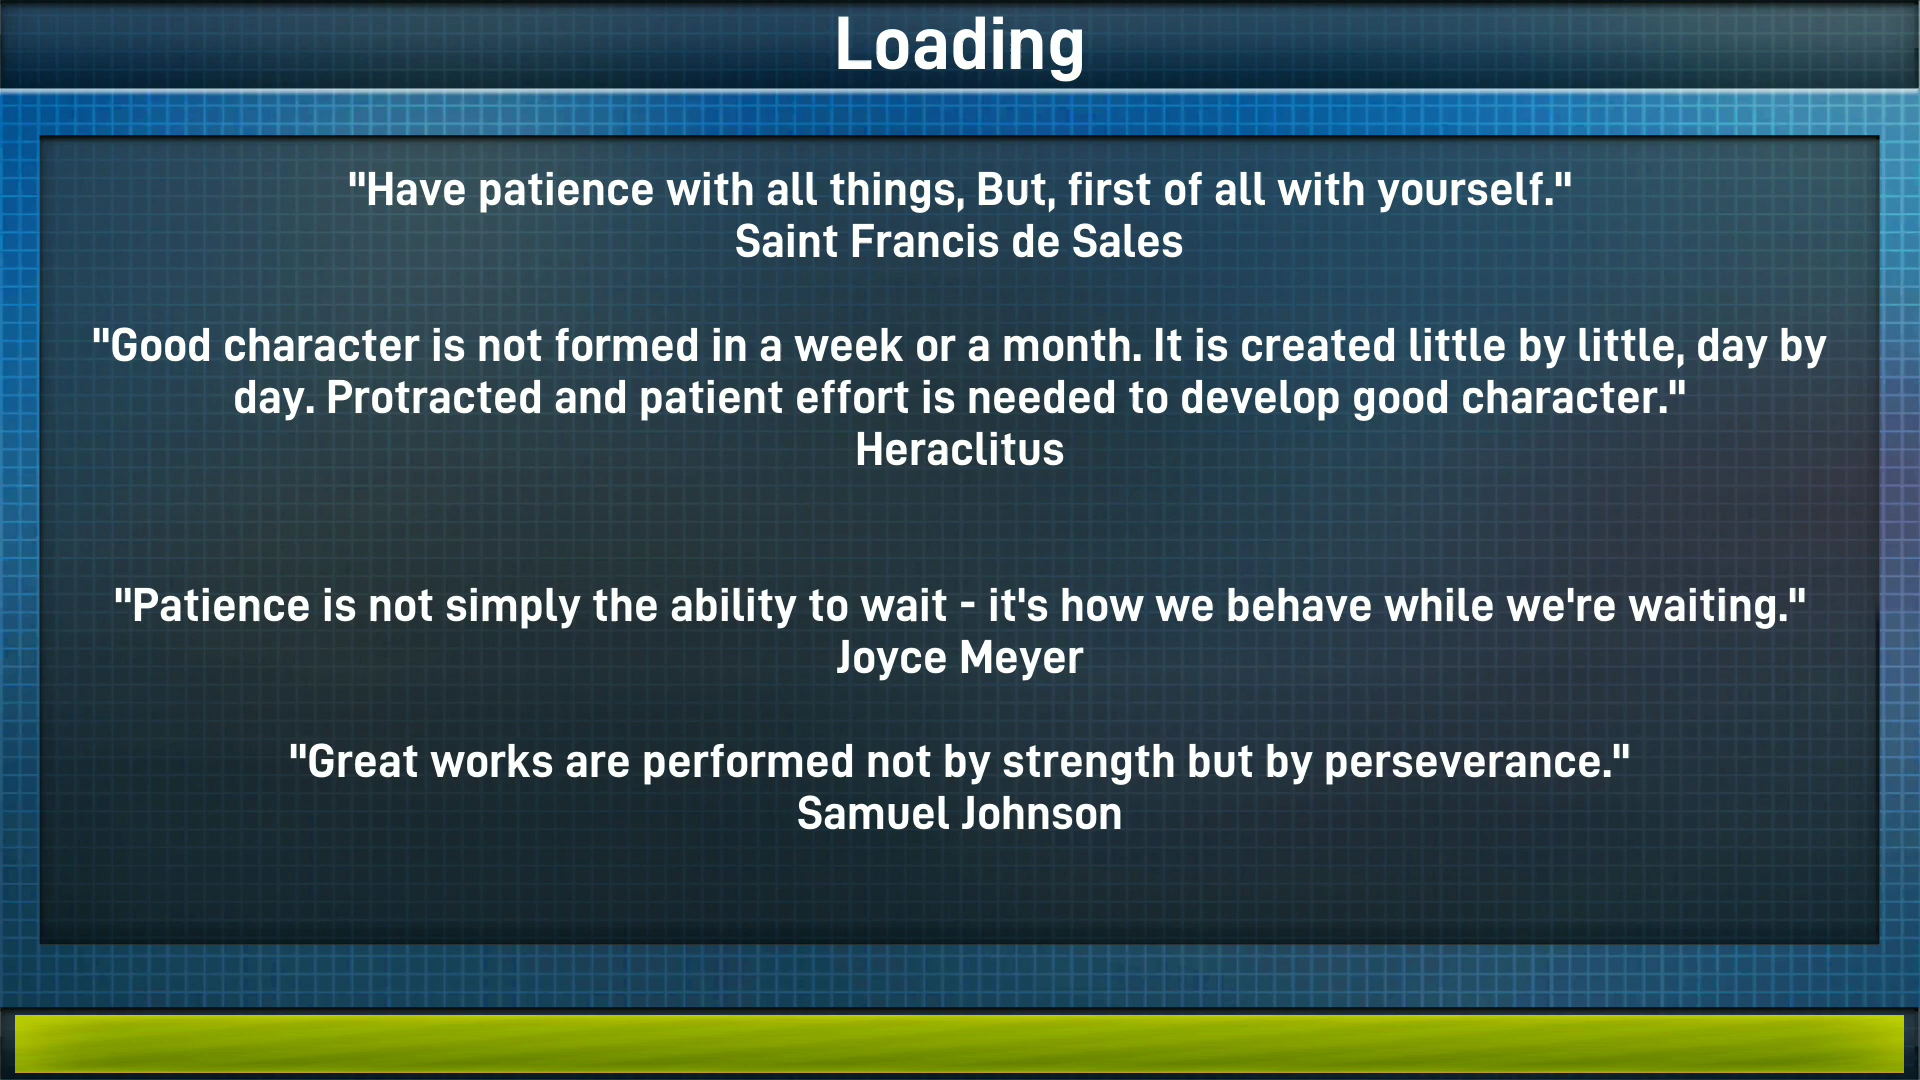 Loading
"Have patience with all things, But, first of all with yourself."
Saint Francis de Sales
"Good character is not formed in a week or a month. It is created little by little, day by
day. Protracted and patient effort is needed to develop good character."
Heraclitus
"Patience is not simply the ability to wait - it's how we behave while we're waiting."
Joyce Meyer
"Great works are performed not by strength but by perseverance."
Samuel Johnson